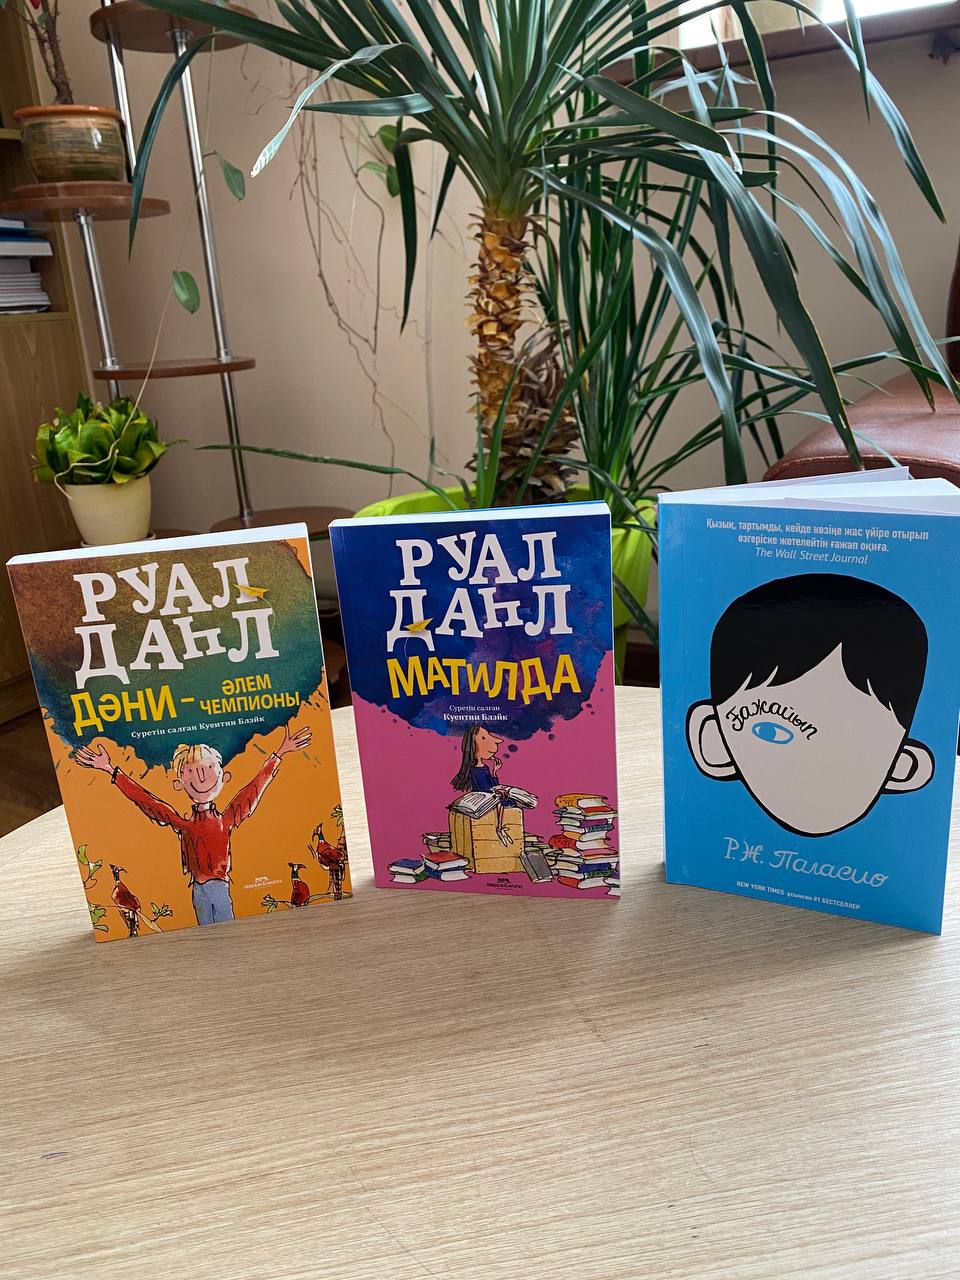 РУАЛ
ДАҺЛ
ДӘНИ –
ӘЛЕМ
ЧЕМПИОНЫ
Суретін салған Куентин Блэйк
РУАЛ
ДАҺЛ
МАТИЛДА
Суретін салған
Куентин Блэйк
steppe&world
Қызық, тартымды, кейде көзіңе жас үйіре отырып
өзгеріске жетелейтін ғажап оқиға.
The Wall Street Journal
Ғажайып
Р.Ж. Паласио
NEW YORK TIMES ұсынған #1 БЕСТСЕЛЛЕР